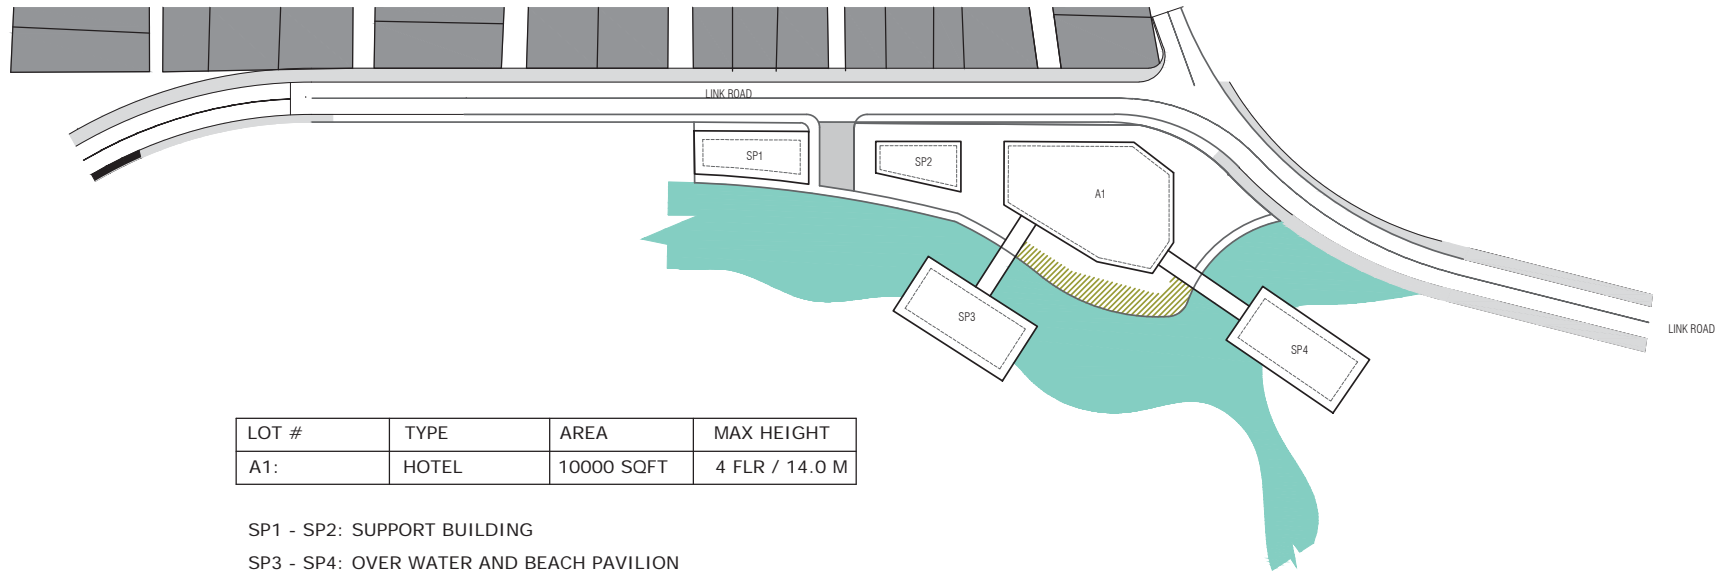 LINK ROAD
SP1
SP2
A1
SP3
SP4
LINK ROAD
LOT # TYPE AREA MAX HEIGHT
A1: HOTEL 10000 SQFT 4 FLR / 14.0 M
SP1 - SP2: SUPPORT BUILDING
SP3 - SP4: OVER WATER AND BEACH PAVILION